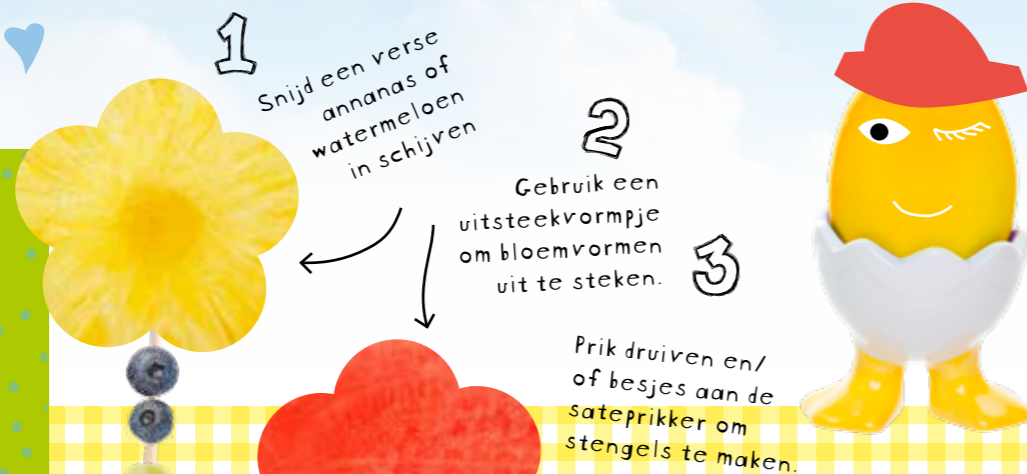 1
Snijd een verse
annanas of
watermeloen
in schijven
2
Gebruik een
uitsteekvormpje
om bloemvormen
uit te steken.
3
Prik druiven en/
of besjes aan de
sateprikker om
stengels te maken.